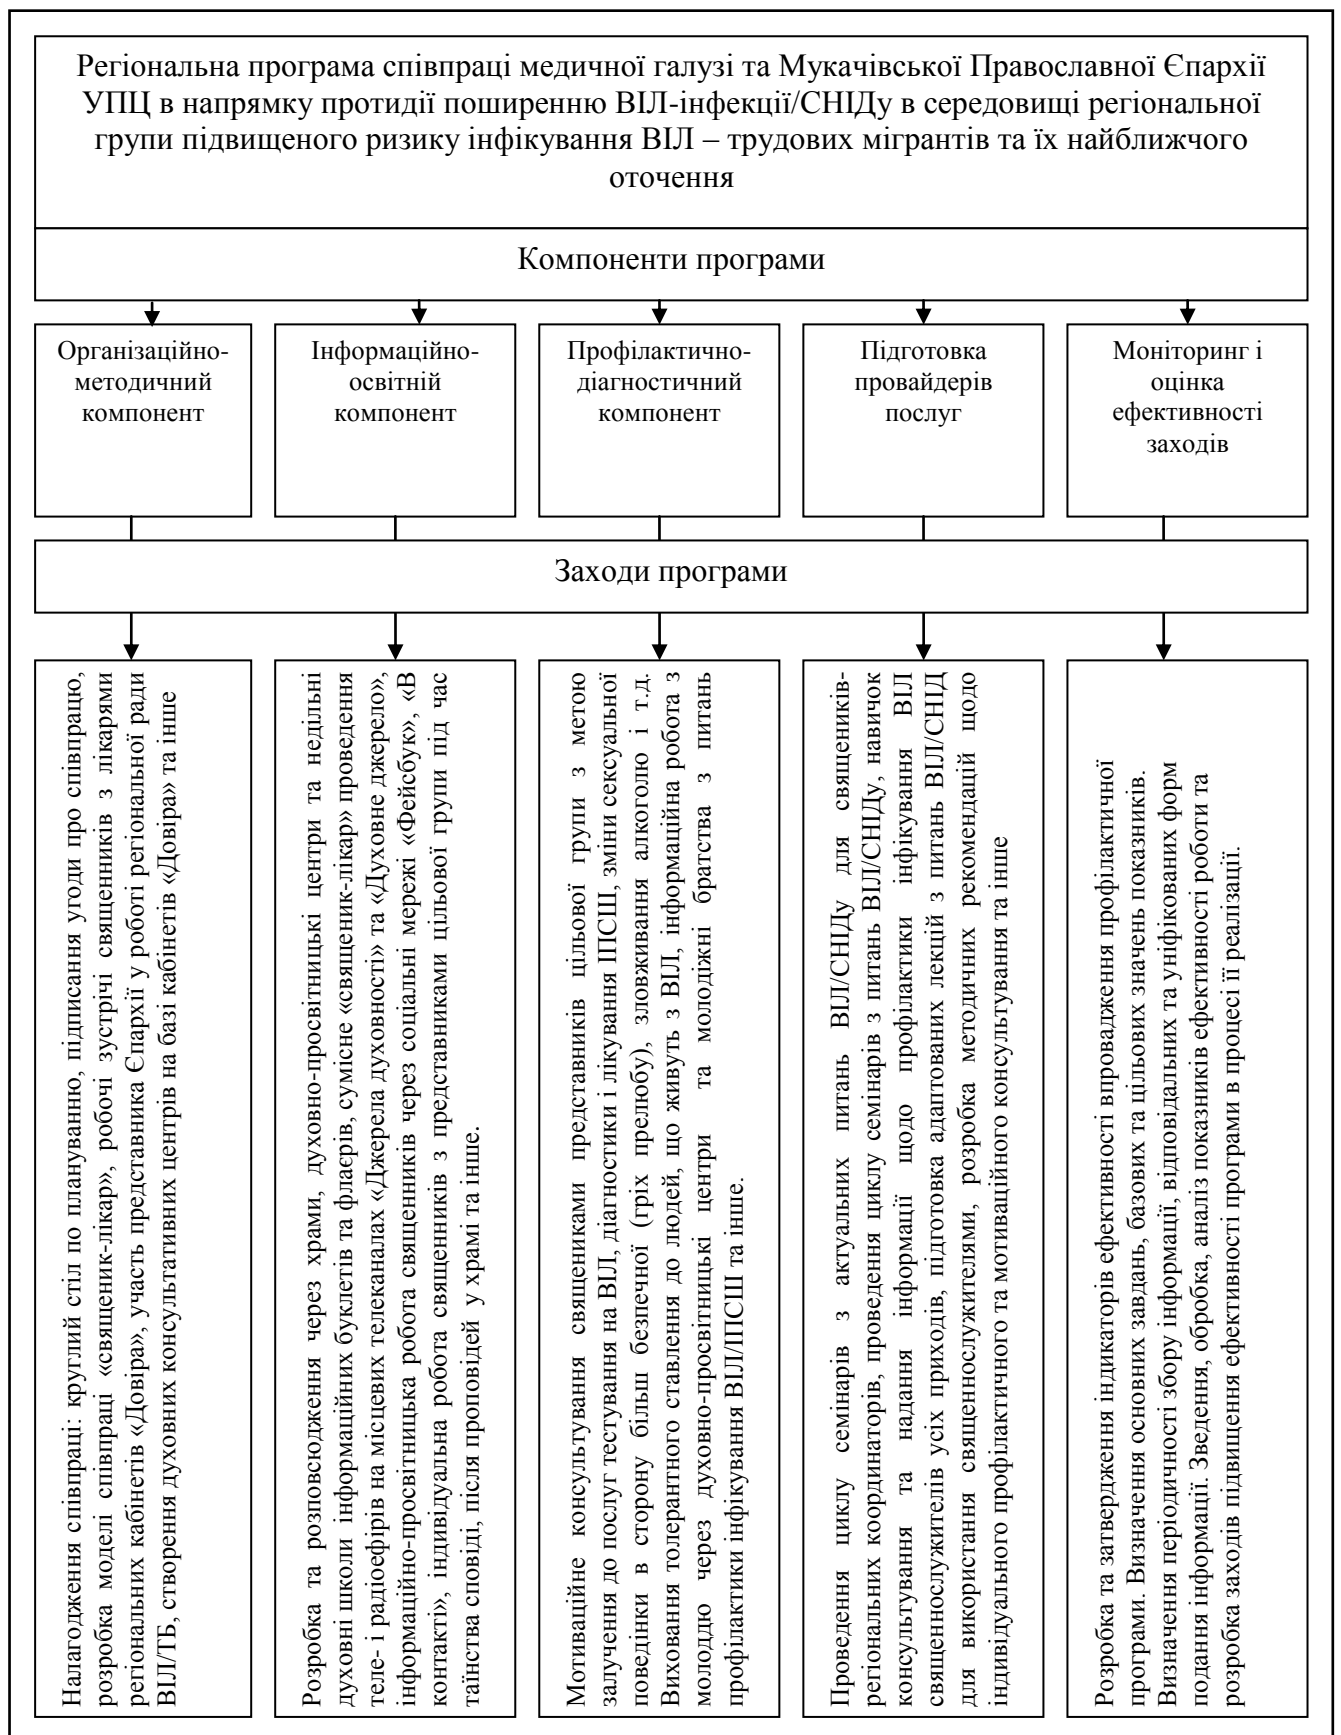 Регіональна програма співпраці медичної галузі та Мукачівської Православної Єпархії
УПЦ в напрямку протидії поширенню ВІЛ-інфекції/СНІДу в середовищі регіональної
групи підвищеного ризику інфікування ВІЛ – трудових мігрантів та їх найближчого
оточення
Компоненти програми
Організаційно-
методичний
компонент
Інформаційно-
освітній
компонент
Профілактично-
діагностичний
компонент
Підготовка
провайдерів
послуг
Моніторинг і
оцінка
ефективності
заходів
Заходи програми
Налагодження співпраці: круглий стіл по плануванню, підписання угоди про співпрацю,
розробка моделі співпраці «священик-лікар», робочі зустрічі священників з лікарями
регіональних кабінетів «Довіра», участь представника Єпархії у роботі регіональної ради
ВІЛ/ТБ, створення духовних консультативних центрів на базі кабінетів «Довіра» та інше
Розробка та розповсюдження через храми, духовно-просвітницькі центри та недільні
духовні школи інформаційних буклетів та флаєрів, сумісне «священик-лікар» проведення
теле- і радіоефірів на місцевих телеканалах «Джерела духовності» та «Духовне джерело»,
інформаційно-просвітницька робота священників через соціальні мережі «Фейсбук», «В
контакті», індивідуальна робота священників з представниками цільової групи під час
таїнства сповіді, після проповідей у храмі та інше.
Мотиваційне консультування священиками представників цільової групи з метою
залучення до послуг тестування на ВІЛ, діагностики і лікування ІПСШ, зміни сексуальної
поведінки в сторону більш безпечної (гріх прелюбу), зловживання алкоголю і т.д.
Виховання толерантного ставлення до людей, що живуть з ВІЛ, інформаційна робота з
молоддю через духовно-просвітницькі центри та молодіжні братства з питань
профілактики інфікування ВІЛ/ІПСШ та інше.
Проведення циклу семінарів з актуальних питань ВІЛ/СНІДу для священиків-
регіональних координаторів, проведення циклу семінарів з питань ВІЛ/СНІДу, навичок
консультування та надання інформації щодо профілактики інфікування ВІЛ
священнослужителів усіх приходів, підготовка адаптованих лекцій з питань ВІЛ/СНІД
для використання священнослужителями, розробка методичних рекомендацій щодо
індивідуального профілактичного та мотиваційного консультування та інше
Розробка та затвердження індикаторів ефективності впровадження профілактичної
програми. Визначення основних завдань, базових та цільових значень показників.
Визначення періодичності збору інформації, відповідальних та уніфікованих форм
подання інформації. Зведення, обробка, аналіз показників ефективності роботи та
розробка заходів підвищення ефективності програми в процесі її реалізації.